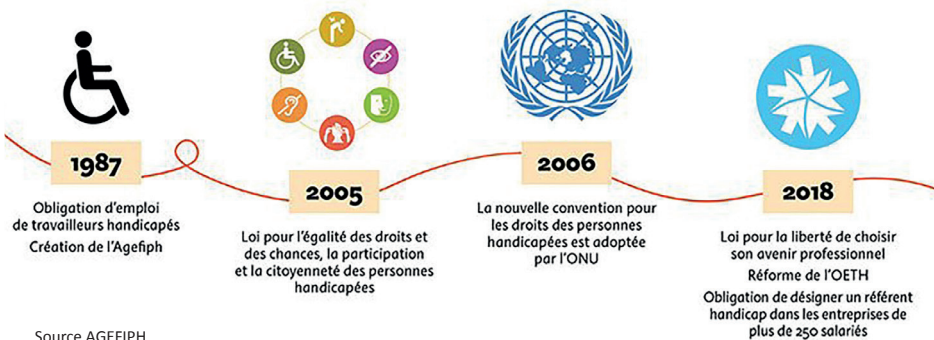 1987
Obligation d'emploi
de travailleurs handicapés
Création de l'Agefiph
2005
Loi pour l'égalité des droits et
des chances, la participation
et la citoyenneté des personnes
handicapées
2006
La nouvelle convention pour
les droits des personnes
handicapées est adoptée
par l'ONU
2018
Loi pour la liberté de choisir
son avenir professionnel
Réforme de l'OETH
Obligation de désigner un référent
handicap dans les entreprises de
plus de 250 salariés
Source AGEFIPH